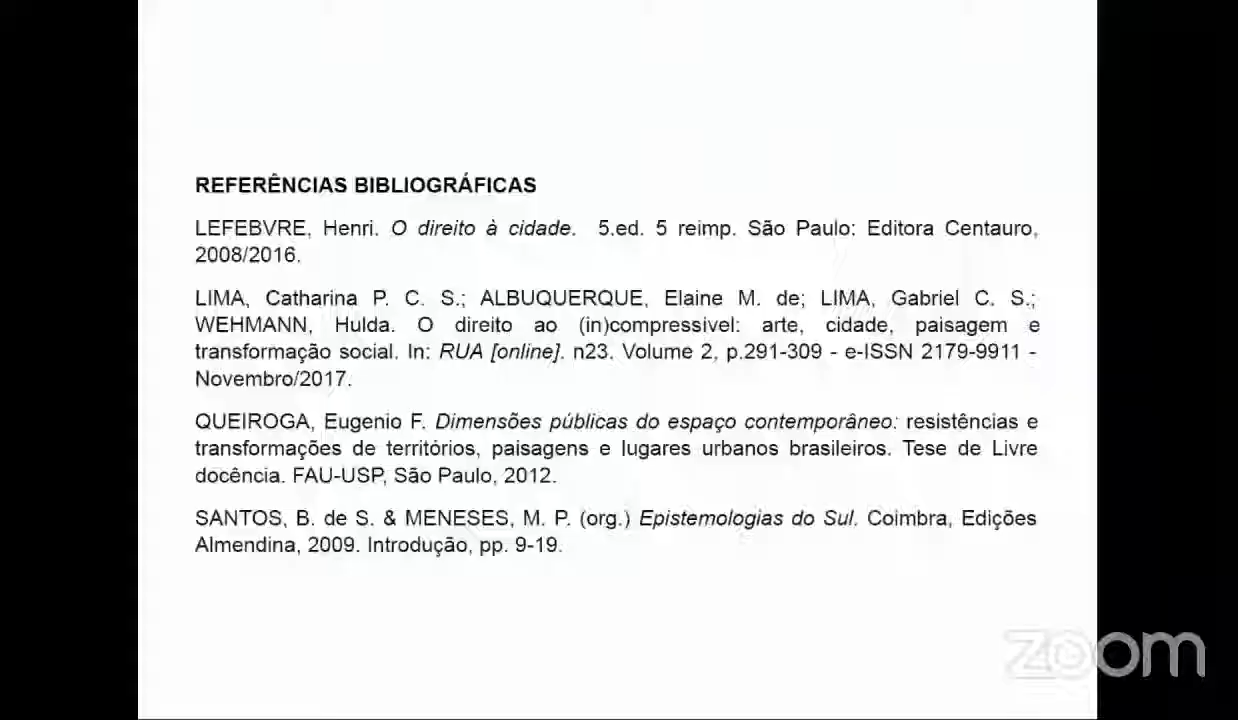 REFERÊNCIAS BIBLIOGRÁFICAS
LEFEBVRE, Henri. O direito à cidade. 5.ed. 5 reimp. São Paulo: Editora Centauro,
2008/2016.
LIMA, Catharina P. C. S.; ALBUQUERQUE, Elaine M. de; LIMA, Gabriel C. S.;
WEHMANN, Hulda. O direito ao (in)compressivel: arte, cidade, paisagem e
transformação social. In: RUA [online]. n23. Volume 2, p.291-309 - e-ISSN 2179-9911 -
Novembro/2017.
QUEIROGA, Eugenio F. Dimensões públicas do espaço contemporâneo: resistências e
transformações de territórios, paisagens e lugares urbanos brasileiros. Tese de Livre
docência. FAU-USP, São Paulo, 2012.
SANTOS, B. de S. & MENESES, M. P. (org.) Epistemologias do Sul. Coimbra, Edições
Almendina, 2009. Introdução, pp. 9-19.
zoom